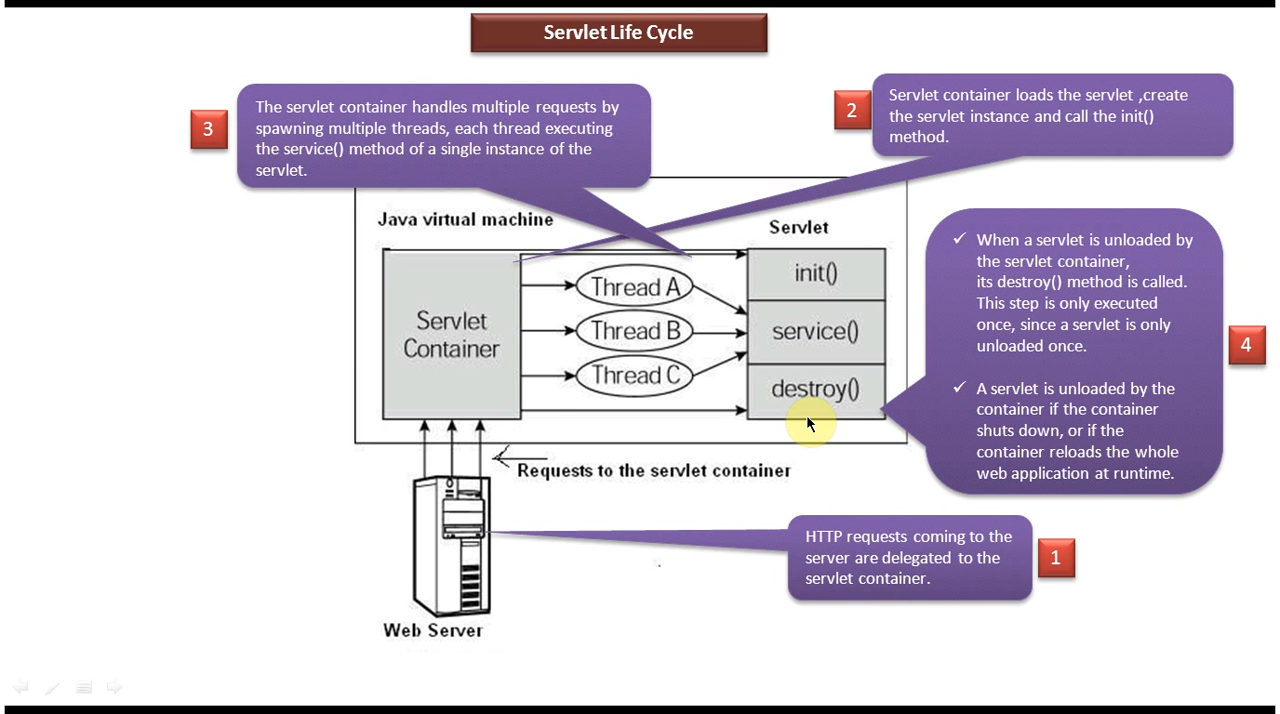 Servlet Life Cycle
3
The servlet container handles multiple requests by
spawning multiple threads, each thread executing
the service() method of a single instance of the
servlet.
2
Servlet container loads the servlet ,create
the servlet instance and call the init()
method.
Java virtual machine
Servlet
Servlet
Container
Thread A
Thread B
Thread C
init()
service()
destroy()
✓ When a servlet is unloaded by
the servlet container,
its destroy() method is called.
This step is only executed
once, since a servlet is only
unloaded once.
✓ A servlet is unloaded by the
container if the container
shuts down, or if the
container reloads the whole
web application at runtime.
4
Requests to the servlet container
HTTP requests coming to the
server are delegated to the
servlet container.
1
Web Server